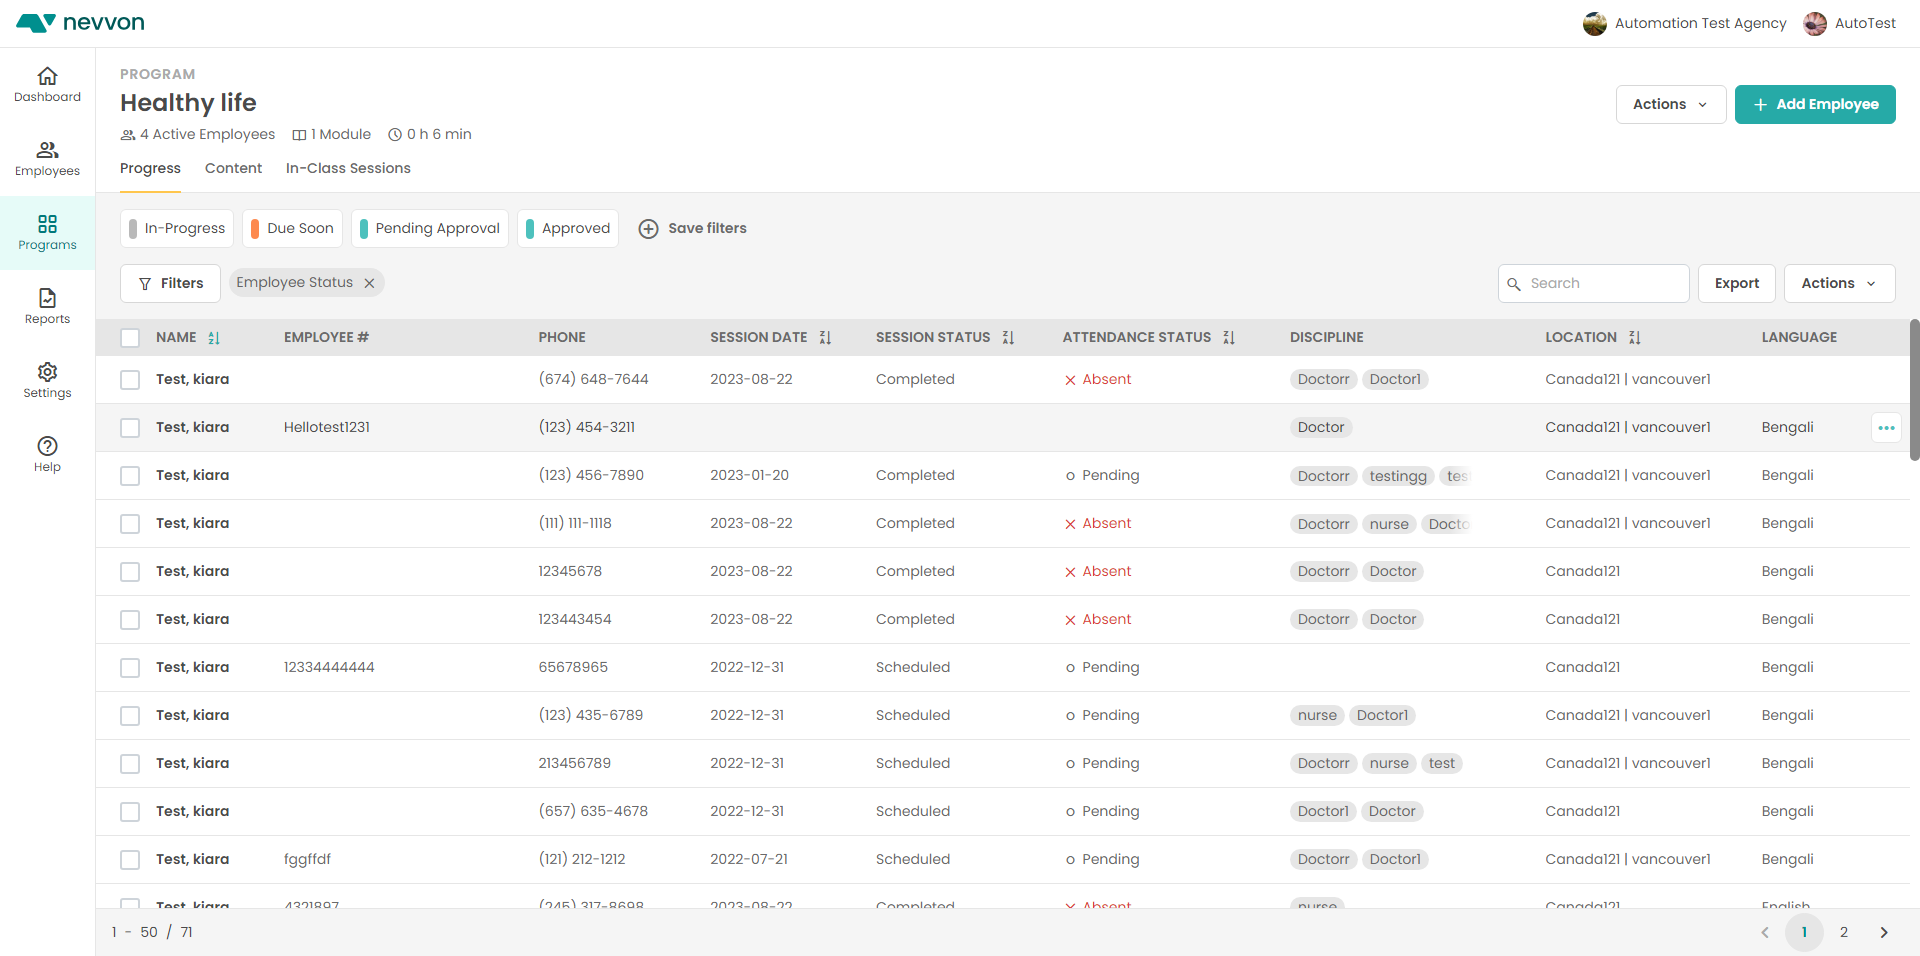 nevvon
Automation Test Agency AutoTest
Dashboard
Employees
Programs
Reports
Settings
Help
PROGRAM
Healthy life
4 Active Employees 1 Module 0 h 6 min
Actions + Add Employee
Progress Content In-Class Sessions
In-Progress Due Soon Pending Approval Approved Save filters
Filters Employee Status Search Export Actions
NAME EMPLOYEE # PHONE SESSION DATE SESSION STATUS ATTENDANCE STATUS DISCIPLINE LOCATION LANGUAGE
Test, kiara (674) 648-7644 2023-08-22 Completed Absent Doctorr Doctor1 Canada121 | vancouver1
Test, kiara Hellotest1231 (123) 454-3211 Doctor Canada121 | vancouver1 Bengali
Test, kiara (123) 456-7890 2023-01-20 Completed Pending Doctorr testingg tes Canada121 | vancouver1 Bengali
Test, kiara (111) 111-1118 2023-08-22 Completed Absent Doctorr nurse Docto Canada121 | vancouver1 Bengali
Test, kiara 12345678 2023-08-22 Completed Absent Doctorr Doctor Canada121 Bengali
Test, kiara 123443454 2023-08-22 Completed Absent Doctorr Doctor Canada121 Bengali
Test, kiara 12334444444 65678965 2022-12-31 Scheduled Pending Canada121 Bengali
Test, kiara (123) 435-6789 2022-12-31 Scheduled Pending nurse Doctor1 Canada121 | vancouver1 Bengali
Test, kiara 213456789 2022-12-31 Scheduled Pending Doctorr nurse test Canada121 | vancouver1 Bengali
Test, kiara (657) 635-4678 2022-12-31 Scheduled Pending Doctor1 Doctor Canada121 Bengali
Test, kiara fggffdf (121) 212-1212 2022-07-21 Scheduled Pending Doctorr Doctor1 Canada121 | vancouver1 Bengali
Test, kiara 4321897 (245) 317-8698 2023-08-22 Completed Absent nurse Canada121 English
1 - 50 / 71 1 2